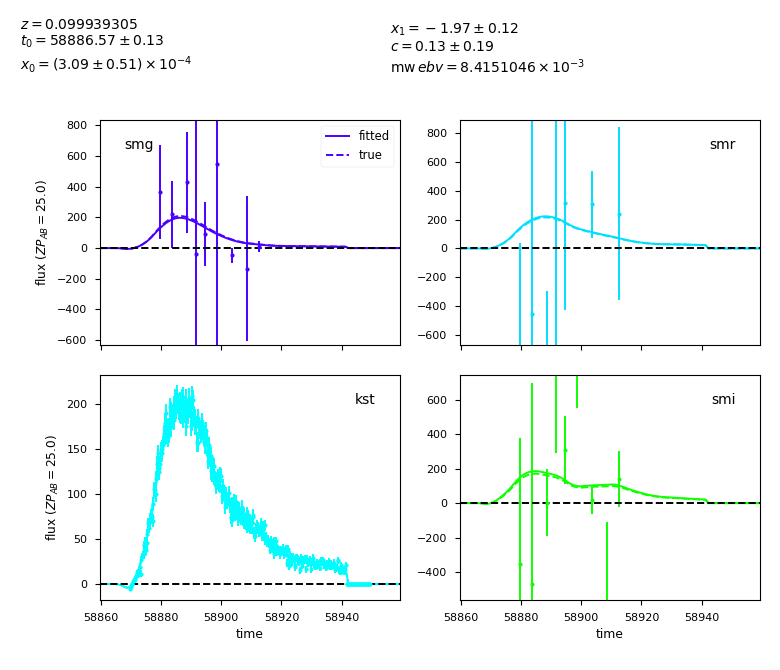 z = 0.099939305
t₀ = 58886.57 ± 0.13
x₀ = (3.09 ± 0.51) × 10⁻⁴
x₁ = −1.97 ± 0.12
c = 0.13 ± 0.19
mw ebv = 8.4151046 × 10⁻³
smg
fitted
true
flux (ZP_AB = 25.0)
800
600
400
200
0
−200
−400
−600
smr
800
600
400
200
0
−200
−400
−600
kst
flux (ZP_AB = 25.0)
200
150
100
50
0
58860 58880 58900 58920 58940
time
smi
600
400
200
0
−200
−400
58860 58880 58900 58920 58940
time